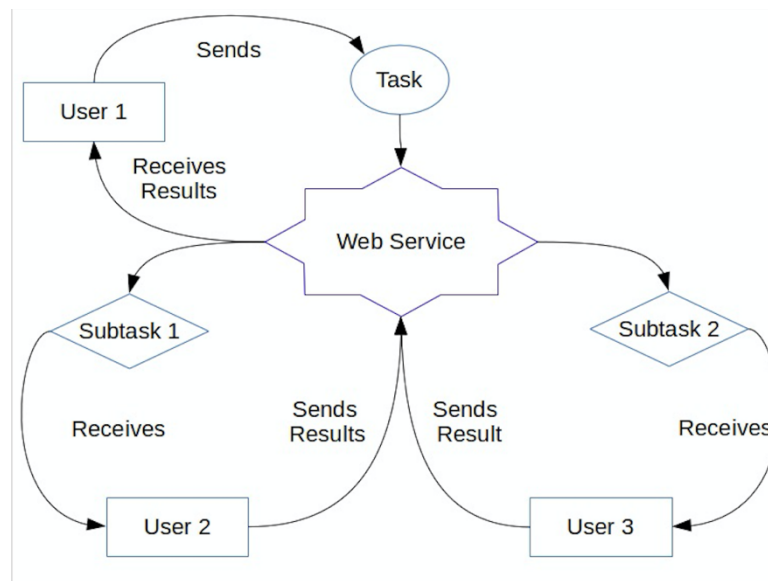 Sends
Task
User 1
Receives
Results
Web Service
Subtask 1
Subtask 2
Receives
Sends
Results
Sends
Result
Receives
User 2
User 3